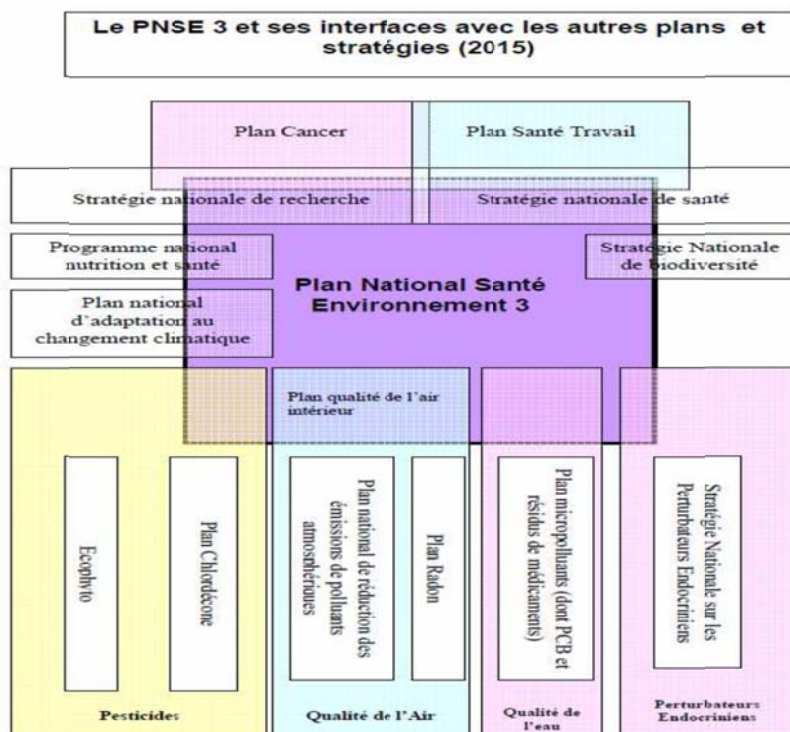 Le PNSE 3 et ses interfaces avec les autres plans et
stratégies (2015)
Plan Cancer
Plan Santé Travail
Stratégie nationale de recherche
Stratégie nationale de santé
Programme national
nutrition et santé
Stratégie Nationale
de biodiversité
Plan National Santé
Environnement 3
Plan national
d'adaptation au
changement climatique
Plan qualité de l'air
intérieur
Ecophyto
Plan Chlordécone
Plan national de réduction des
émissions de polluants
atmosphériques
Plan Radon
Plan micropolluants (dont PCB et
résidus de médicaments)
Stratégie Nationale sur les
Perturbateurs Endocriniens
Pesticides
Qualité de l'Air
Qualité de
l'eau
Perturbateurs
Endocriniens